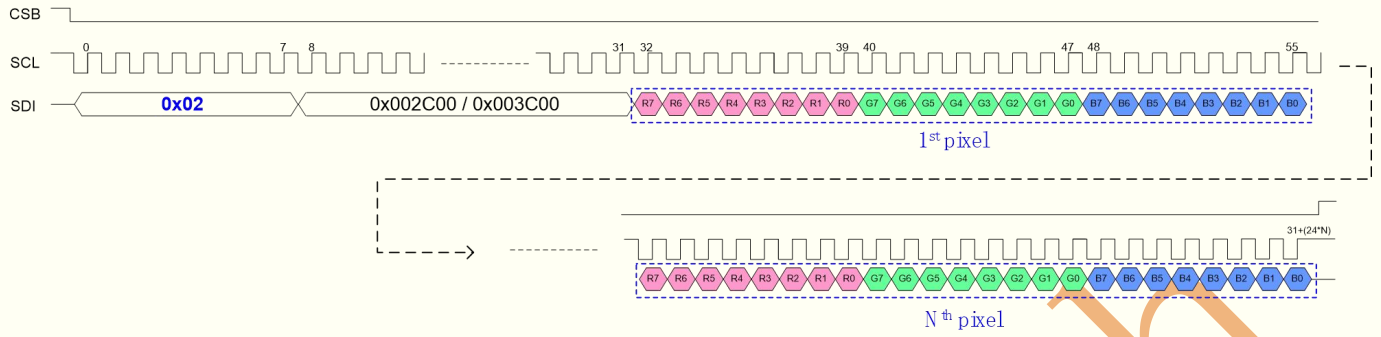 CSB
SCL 0 7 8 31 32 39 40 47 48 55
SDI 0x02 0x002C00 / 0x003C00 R7 R6 R5 R4 R3 R2 R1 R0 G7 G6 G5 G4 G3 G2 G1 G0 B7 B6 B5 B4 B3 B2 B1 B0
1st pixel
31+(24*N)
R7 R6 R5 R4 R3 R2 R1 R0 G7 G6 G5 G4 G3 G2 G1 G0 B7 B6 B5 B4 B3 B2 B1 B0
Nth pixel